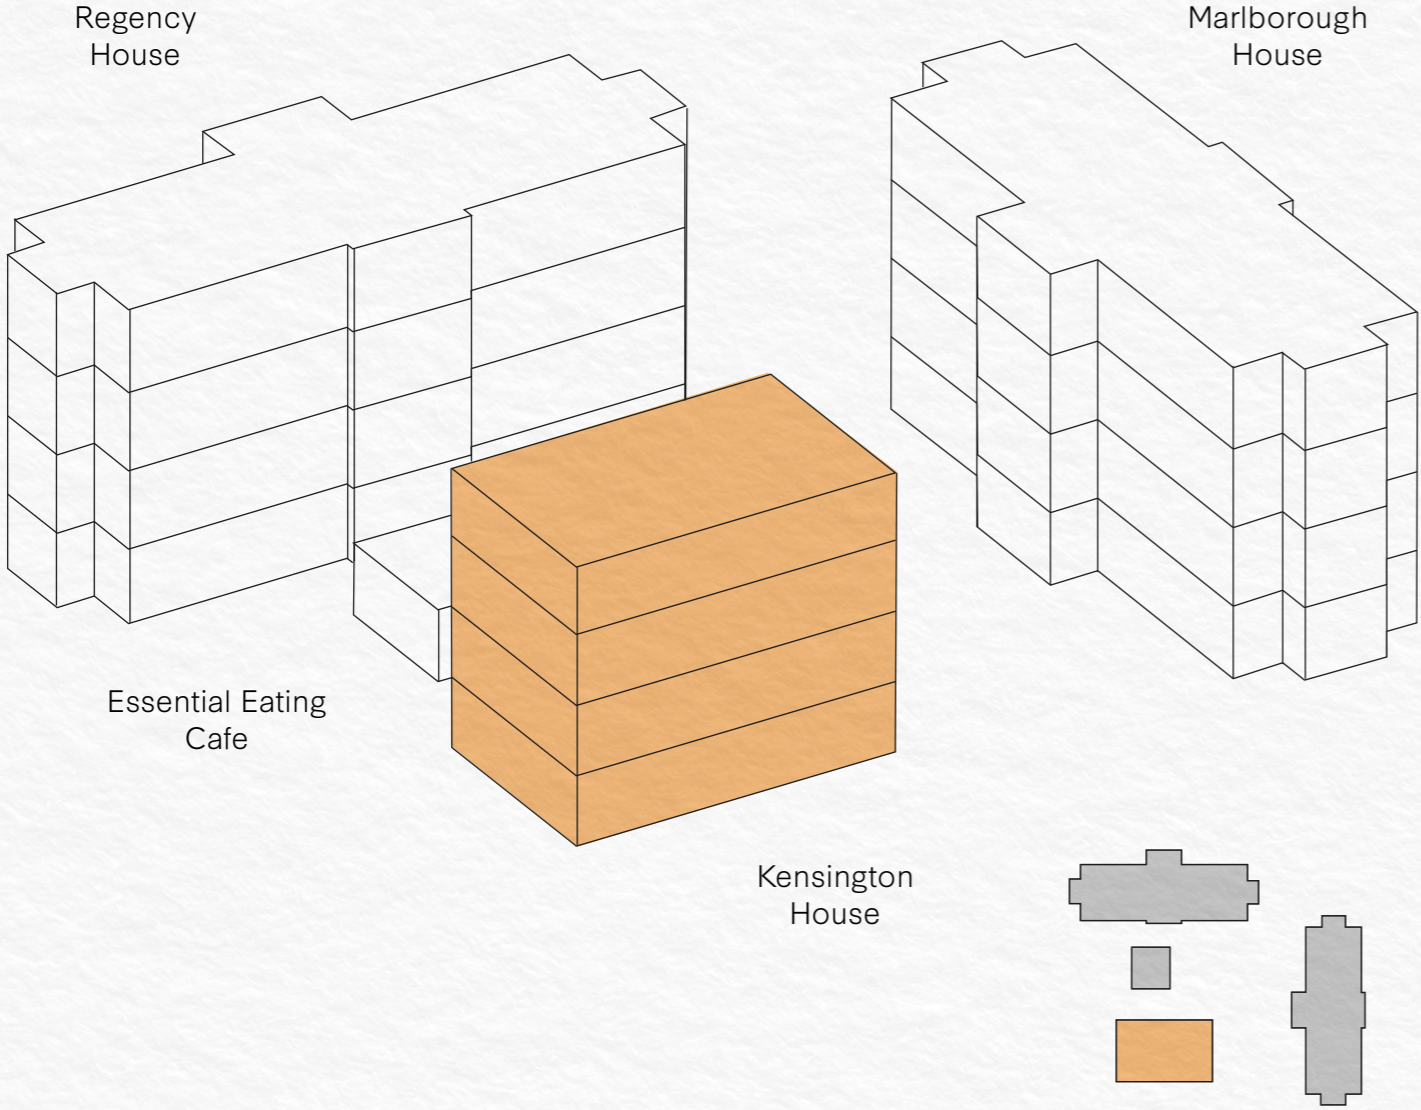 Regency
House
Marlborough
House
Essential Eating
Cafe
Kensington
House